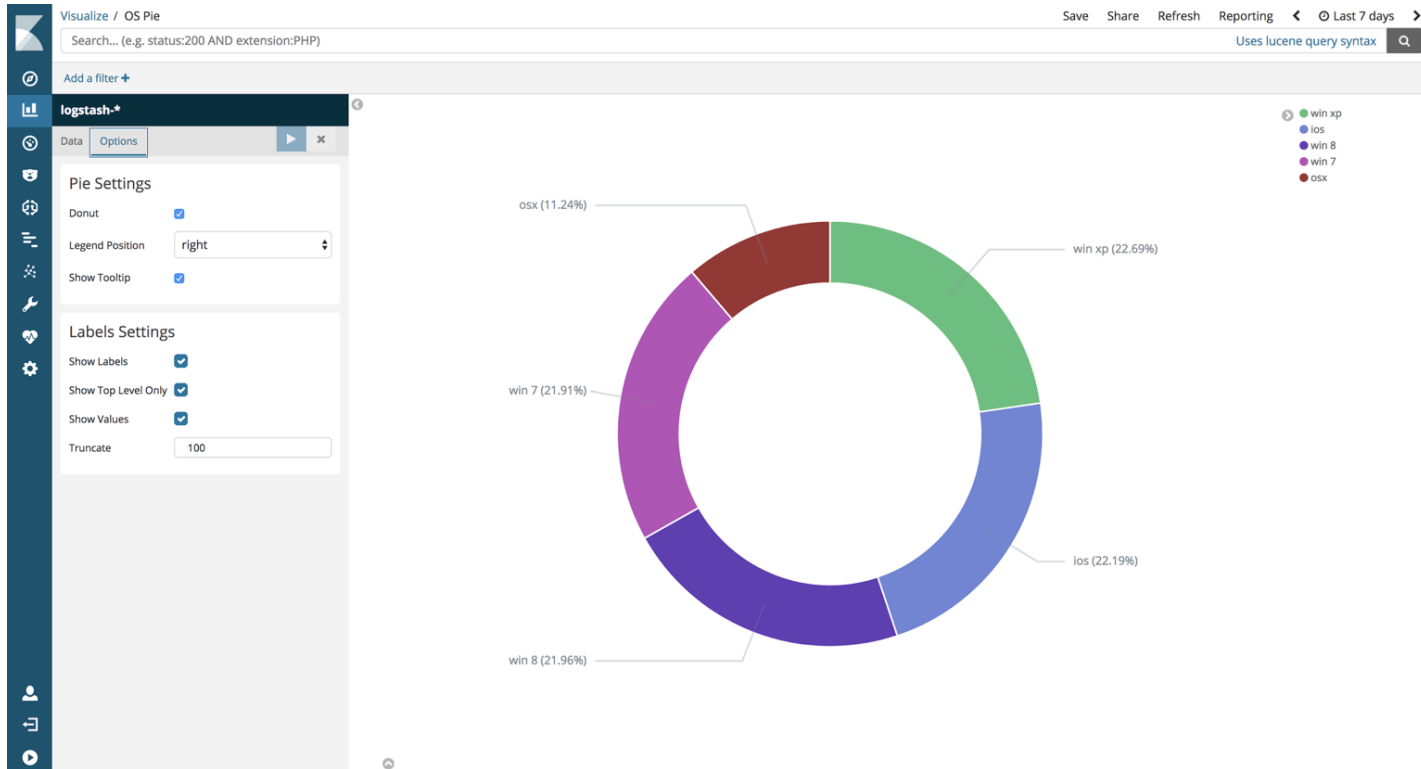 Visualize / OS Pie
Save Share Refresh Reporting Last 7 days
Search... (e.g. status:200 AND extension:PHP)
Uses lucene query syntax
Add a filter +
logstash-*
Data Options
Pie Settings
Donut
Legend Position right
Show Tooltip
Labels Settings
Show Labels
Show Top Level Only
Show Values
Truncate 100
osx (11.24%)
win xp (22.69%)
win 7 (21.91%)
ios (22.19%)
win 8 (21.96%)
win xp
ios
win 8
win 7
osx